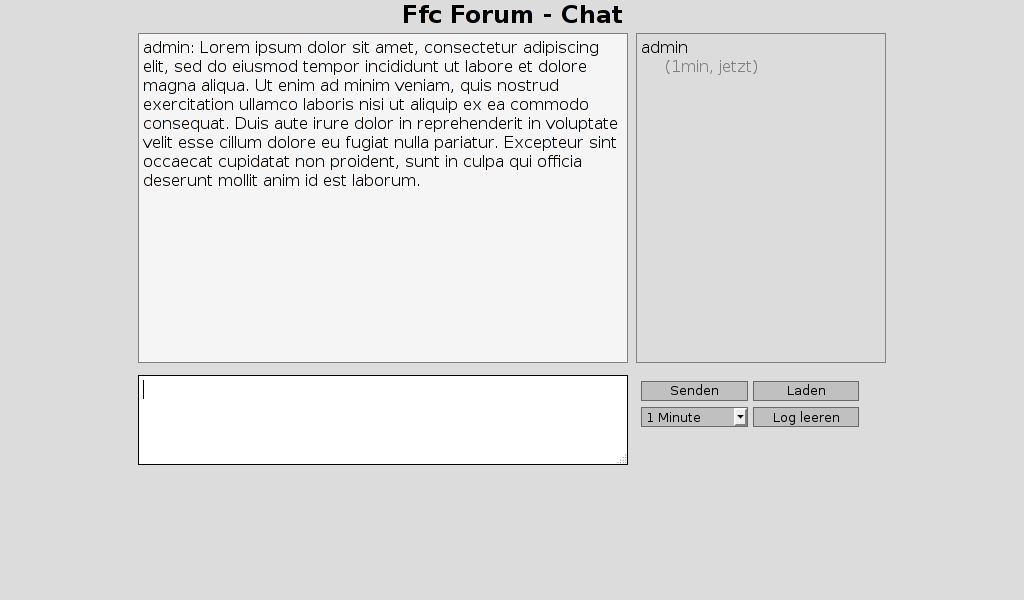 Ffc Forum - Chat
admin: Lorem ipsum dolor sit amet, consectetur adipiscing
elit, sed do eiusmod tempor incididunt ut labore et dolore
magna aliqua. Ut enim ad minim veniam, quis nostrud
exercitation ullamco laboris nisi ut aliquip ex ea commodo
consequat. Duis aute irure dolor in reprehenderit in voluptate
velit esse cillum dolore eu fugiat nulla pariatur. Excepteur sint
occaecat cupidatat non proident, sunt in culpa qui officia
deserunt mollit anim id est laborum.
admin
(1min, jetzt)
Senden
Laden
1 Minute
Log leeren